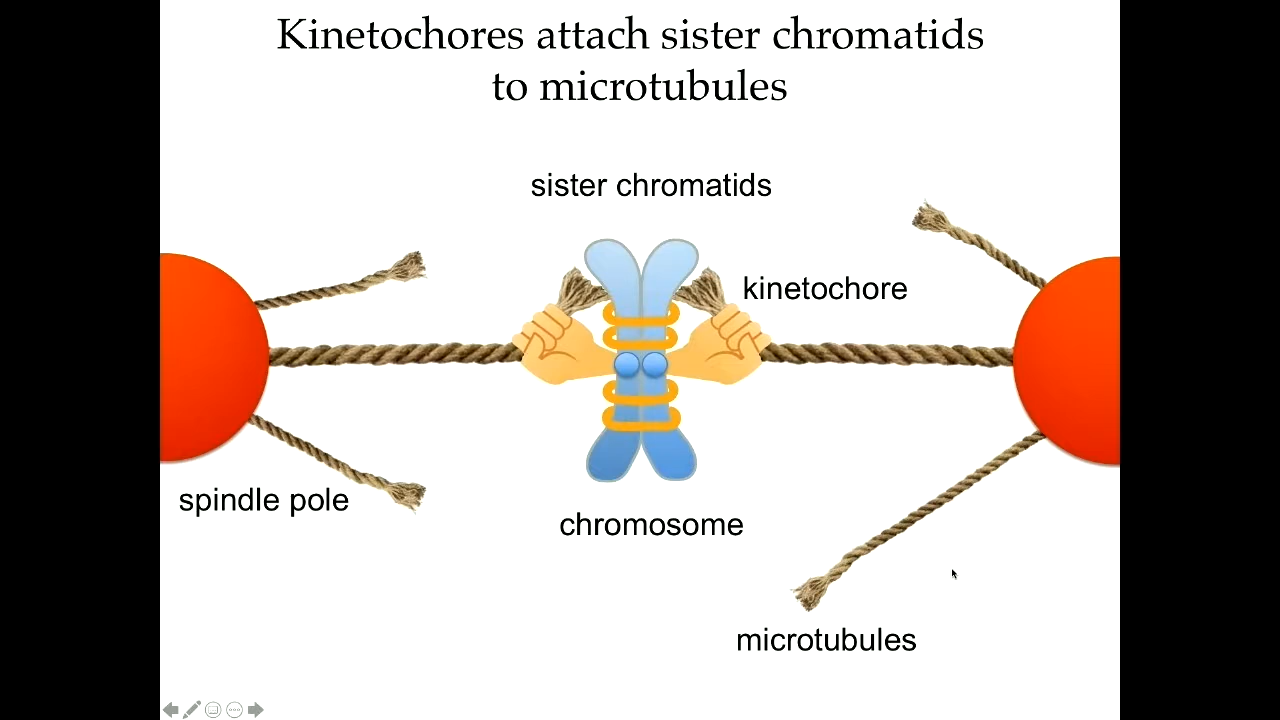 Kinetochores attach sister chromatids
to microtubules
sister chromatids
kinetochore
spindle pole
chromosome
microtubules